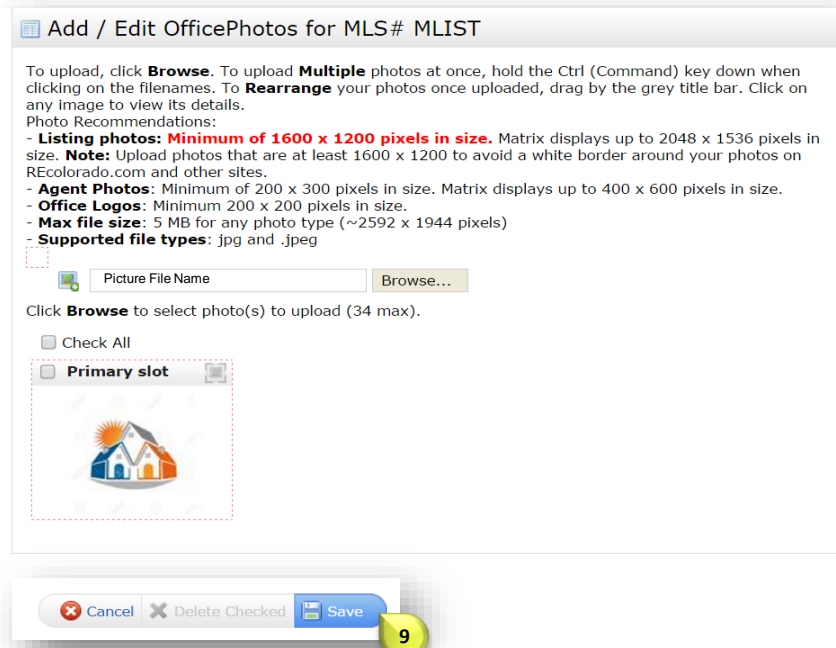 Add / Edit OfficePhotos for MLS# MLIST
To upload, click Browse. To upload Multiple photos at once, hold the Ctrl (Command) key down when
clicking on the filenames. To Rearrange your photos once uploaded, drag by the grey title bar. Click on
any image to view its details.
Photo Recommendations:
- Listing photos: Minimum of 1600 x 1200 pixels in size. Matrix displays up to 2048 x 1536 pixels in
size. Note: Upload photos that are at least 1600 x 1200 to avoid a white border around your photos on
REcolorado.com and other sites.
- Agent Photos: Minimum of 200 x 300 pixels in size. Matrix displays up to 400 x 600 pixels in size.
- Office Logos: Minimum 200 x 200 pixels in size.
- Max file size: 5 MB for any photo type (~2592 x 1944 pixels)
- Supported file types: jpg and .jpeg
Picture File Name Browse...
Click Browse to select photo(s) to upload (34 max).
Check All
Primary slot
Cancel Delete Checked Save
9